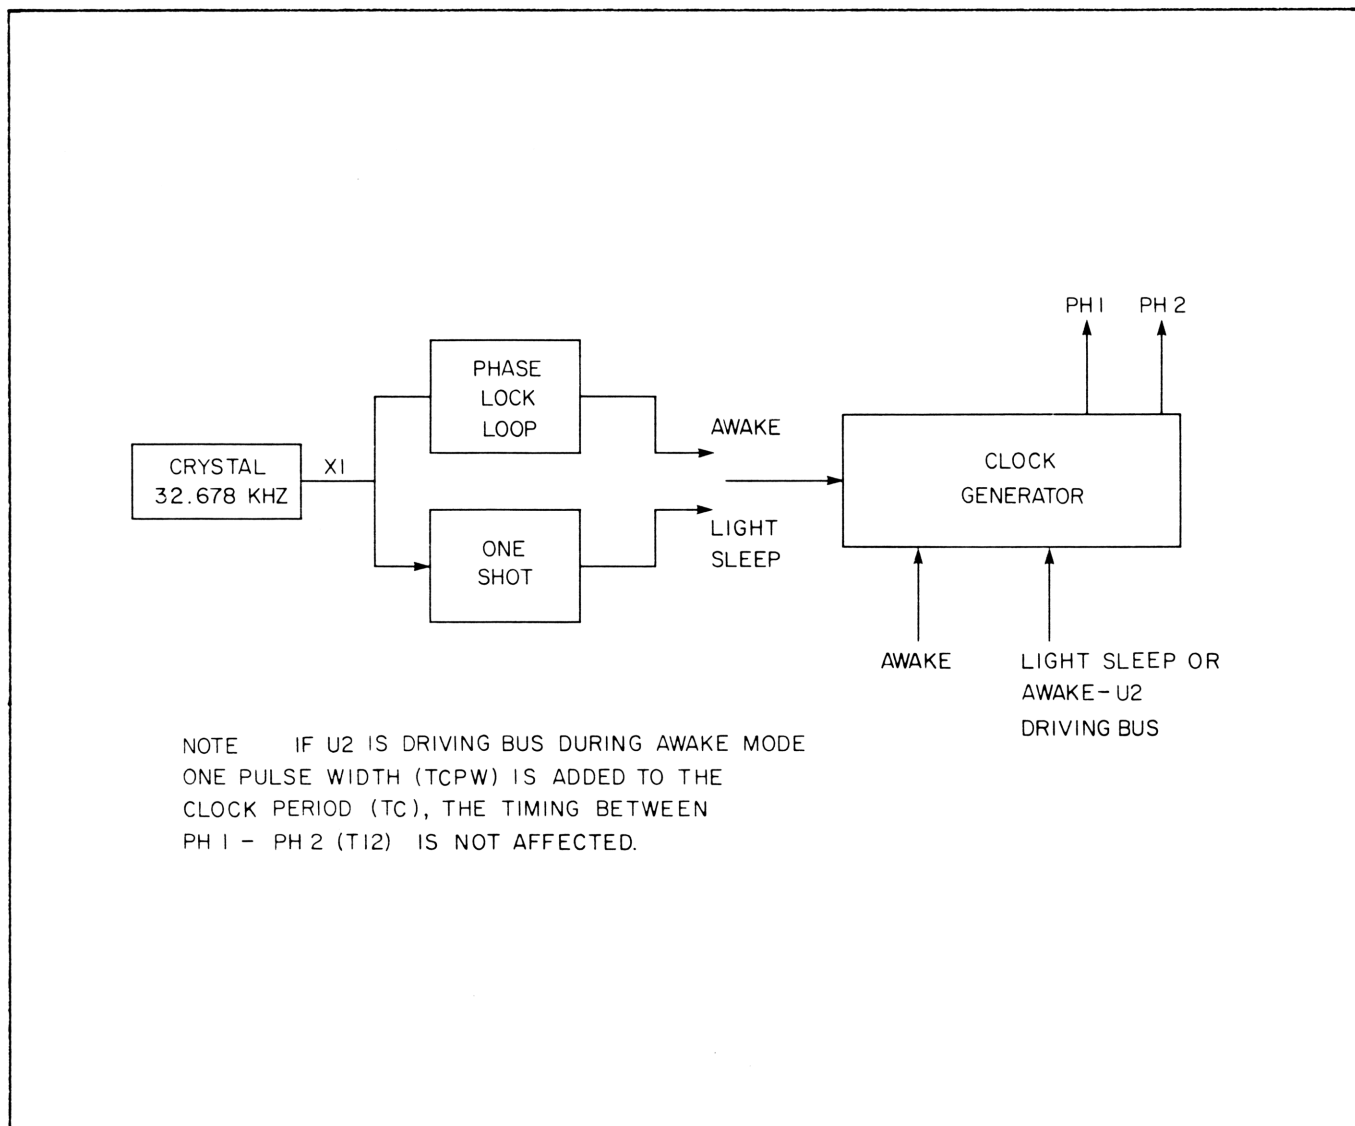 PH 1 PH 2
PHASE
LOCK
LOOP
AWAKE
CRYSTAL
32.678 KHZ
X1
CLOCK
GENERATOR
ONE
SHOT
LIGHT
SLEEP
AWAKE
LIGHT SLEEP OR
AWAKE-U2
DRIVING BUS
NOTE IF U2 IS DRIVING BUS DURING AWAKE MODE
ONE PULSE WIDTH (TCPW) IS ADDED TO THE
CLOCK PERIOD (TC), THE TIMING BETWEEN
PH 1 - PH 2 (T12) IS NOT AFFECTED.